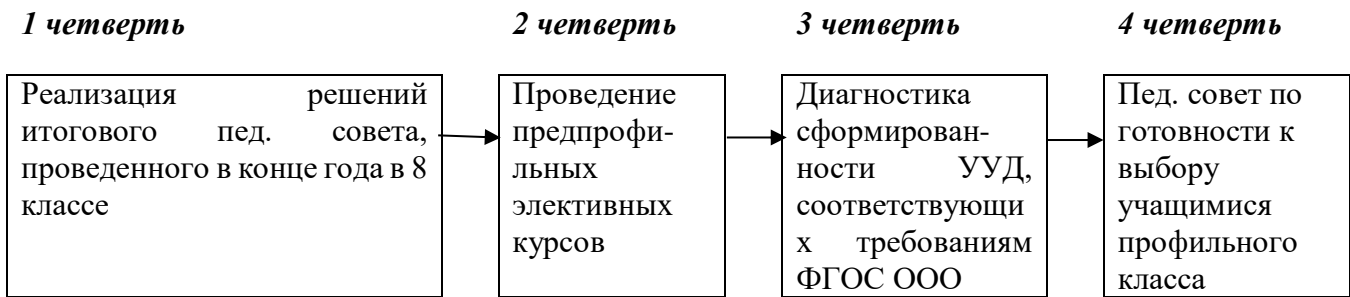 1 четверть
2 четверть
3 четверть
4 четверть
Реализация решений
итогового пед. совета,
проведенного в конце года в 8
классе
Проведение
предпрофи-
льных
элективных
курсов
Диагностика
сформирован-
ности УУД,
соответствующи
х требованиям
ФГОС ООО
Пед. совет по
готовности к
выбору
учащимися
профильного
класса